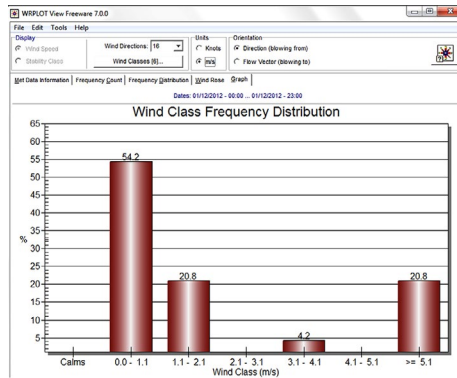 WRPLOT View Freeware 7.0.0
File Edit Tools Help
Display
Wind Speed
Stability Class
Wind Directions: 16
Wind Classes (6)...
Units
Knots
m/s
Orientation
Direction (blowing from)
Flow Vector (blowing to)
Met Data Information Frequency Count Frequency Distribution Wind Rose Graph
Dates: 01/12/2012 - 00:00 ... 01/12/2012 - 23:00
Wind Class Frequency Distribution
65
60
55
50
45
40
35
30
25
20
15
10
5
%
54.2
20.8
4.2
20.8
Calms 0.0 - 1.1 1.1 - 2.1 2.1 - 3.1 3.1 - 4.1 4.1 - 5.1 >= 5.1
Wind Class (m/s)